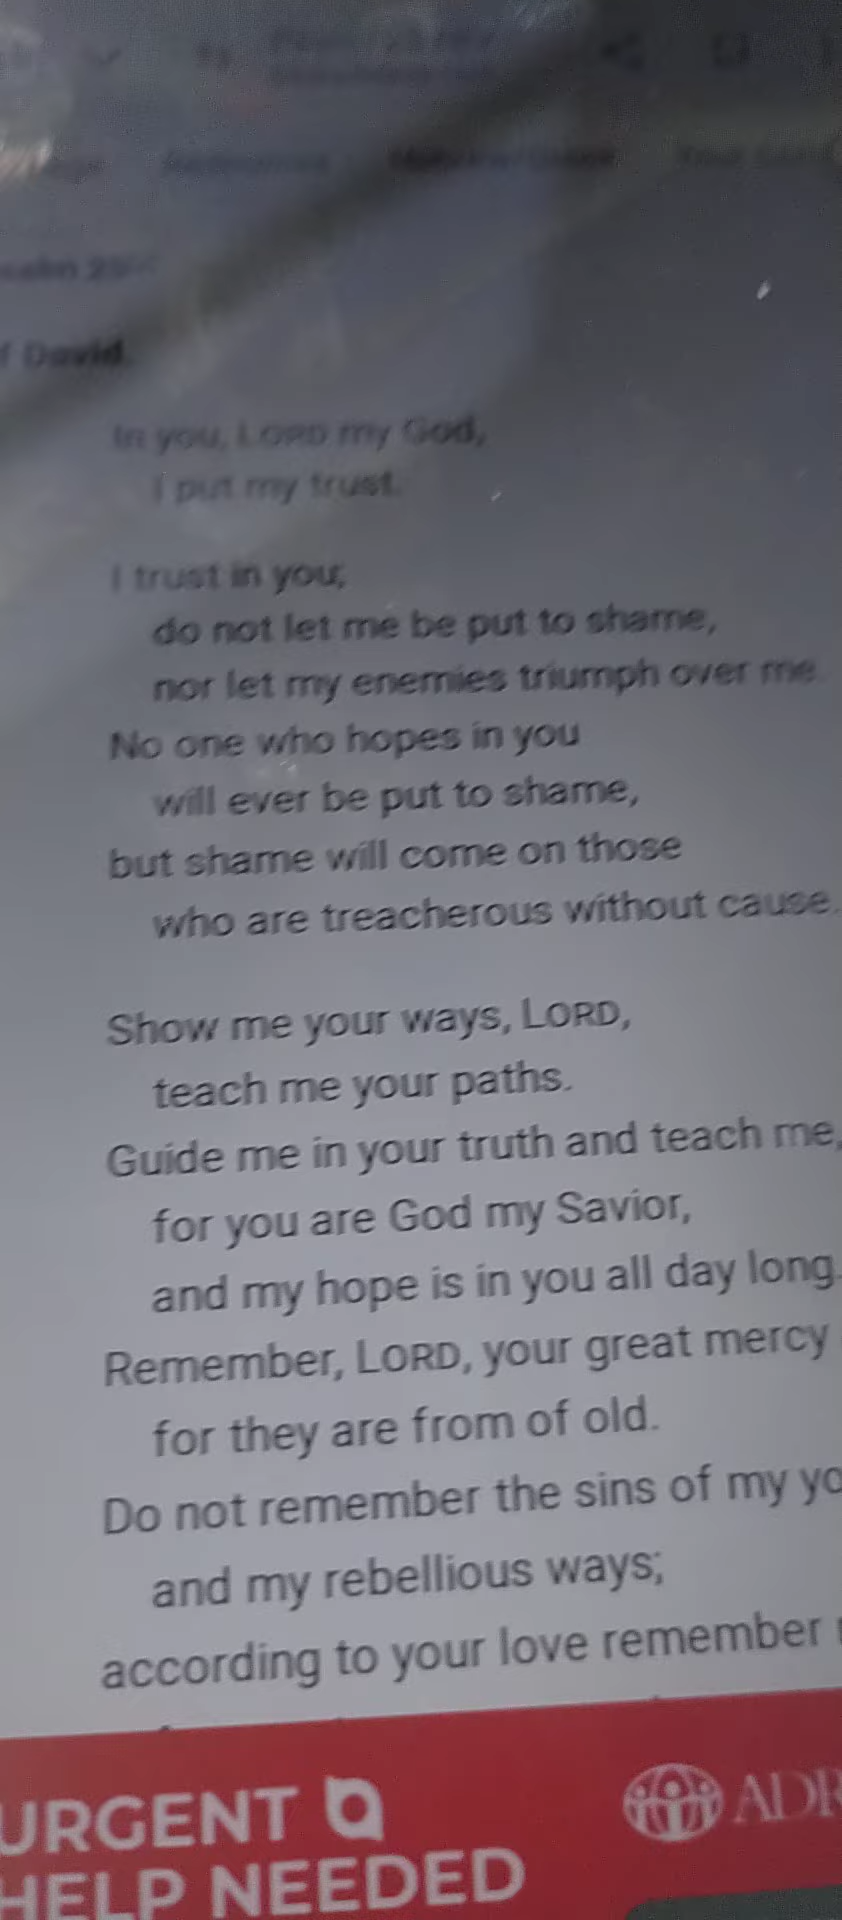 David.
In you, LORD my God,
I put my trust.
I trust in you;
do not let me be put to shame,
nor let my enemies triumph over me.
No one who hopes in you
will ever be put to shame,
but shame will come on those
who are treacherous without cause.
Show me your ways, LORD,
teach me your paths.
Guide me in your truth and teach me,
for you are God my Savior,
and my hope is in you all day long.
Remember, LORD, your great mercy
for they are from of old.
Do not remember the sins of my yo
and my rebellious ways;
according to your love remember
URGENT
HELP NEEDED
ADR